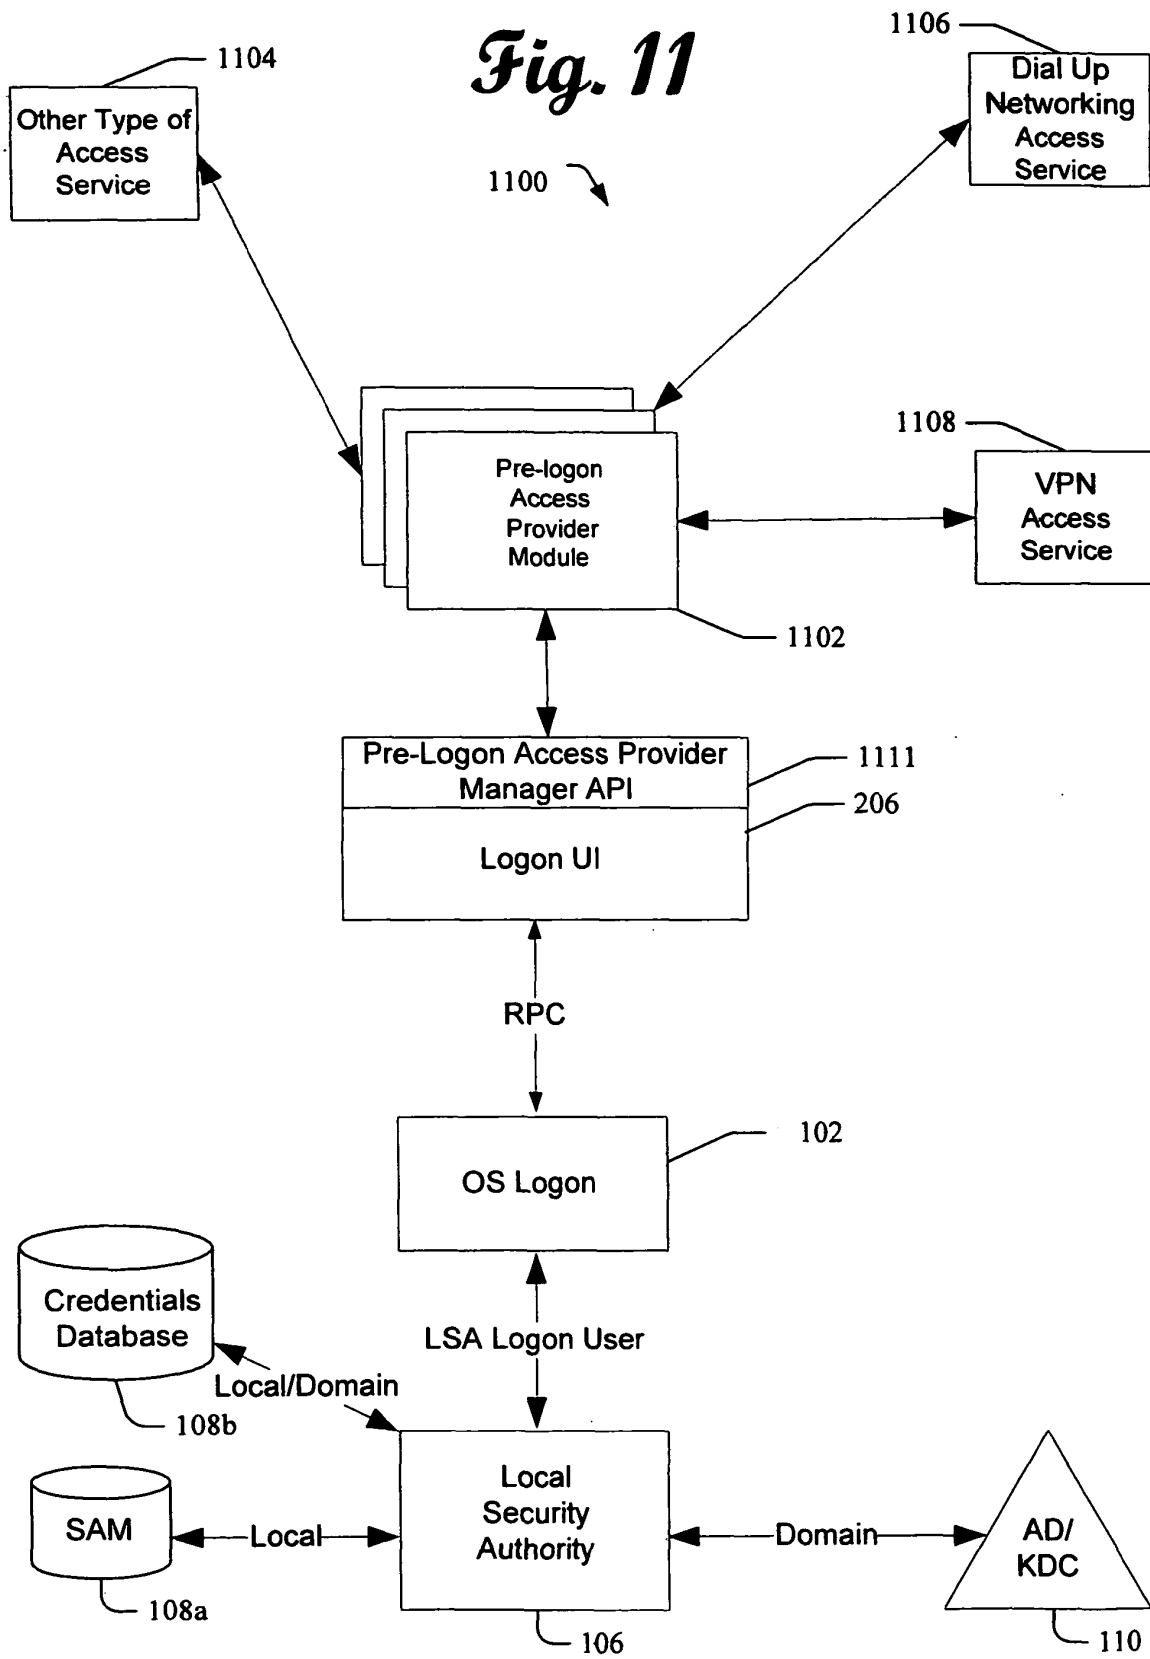 Fig. 11
1104
1106
Other Type of
Access
Service
Dial Up
Networking
Access
Service
1100
Pre-logon
Access
Provider
Module
1108
VPN
Access
Service
1102
Pre-Logon Access Provider
Manager API
1111
206
Logon UI
RPC
102
OS Logon
Credentials
Database
LSA Logon User
Local/Domain
108b
Local
Security
Authority
SAM
Local
Domain
AD/
KDC
108a
106
110